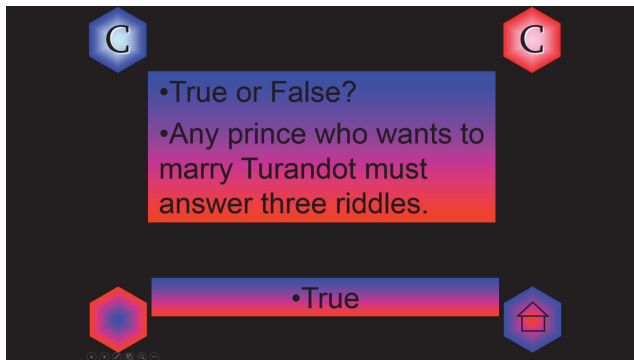 C
C
•True or False?
•Any prince who wants to
marry Turandot must
answer three riddles.
•True